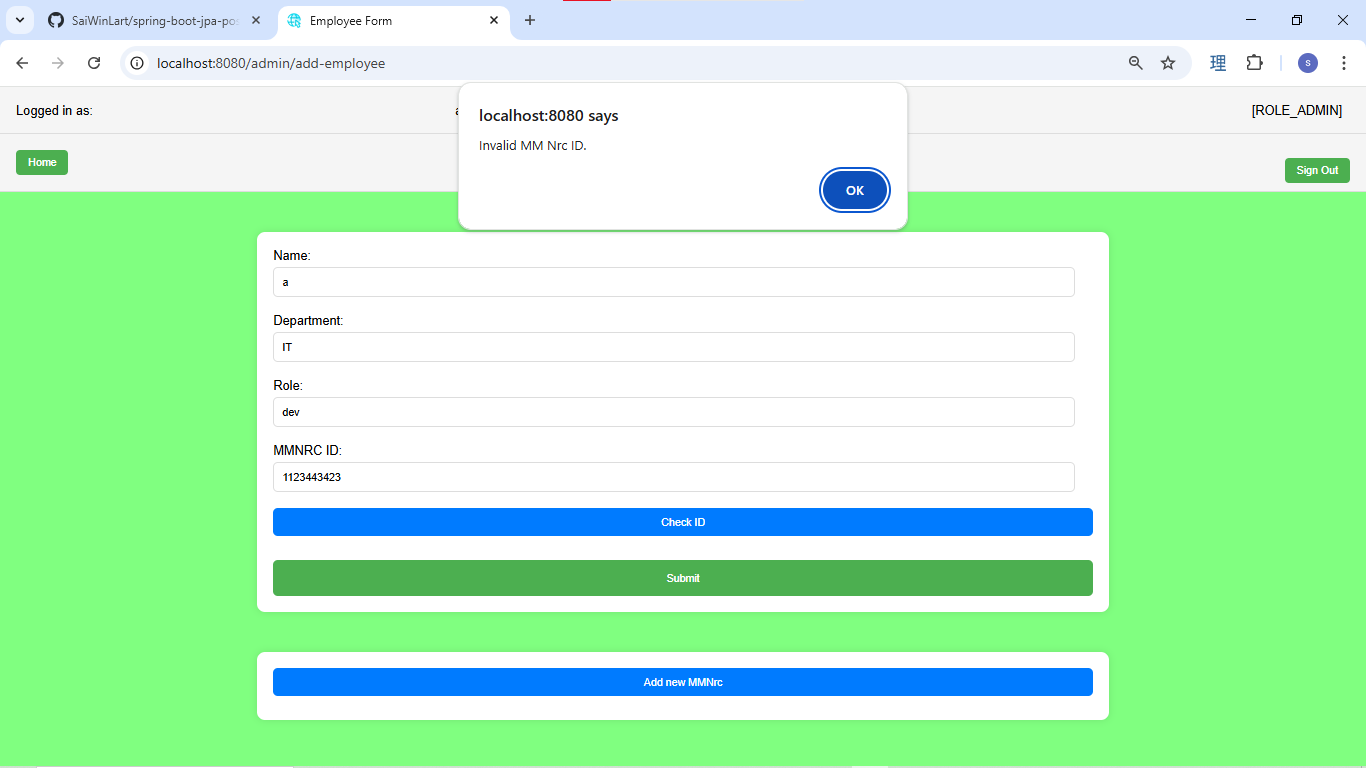 SaiWinLart/spring-boot-jpa-pos
Employee Form
localhost:8080/admin/add-employee
理
s
localhost:8080 says
Invalid MM Nrc ID.
OK
Logged in as:
[ROLE_ADMIN]
Home
Sign Out
Name:
a
Department:
IT
Role:
dev
MMNRC ID:
1123443423
Check ID
Submit
Add new MMNrc